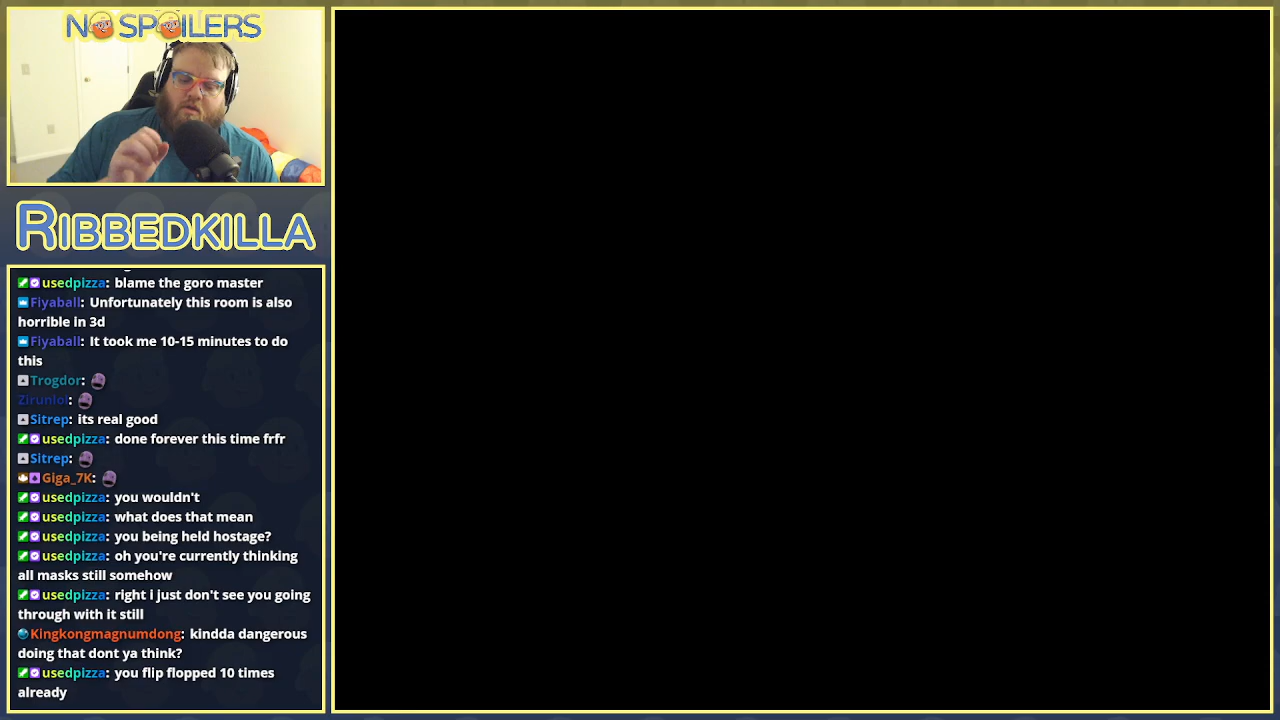 NO SPOILERS
RIBBEDKILLA
usedpizza: blame the goro master
Fiyaball: Unfortunately this room is also
horrible in 3d
Fiyaball: It took me 10-15 minutes to do
this
Trogdor:
Zirunlol:
Sitrep: its real good
usedpizza: done forever this time frfr
Sitrep:
Giga_7K:
usedpizza: you wouldn't
usedpizza: what does that mean
usedpizza: you being held hostage?
usedpizza: oh you're currently thinking
all masks still somehow
usedpizza: right i just don't see you going
through with it still
Kingkongmagnumdong: kindda dangerous
doing that dont ya think?
usedpizza: you flip flopped 10 times
already